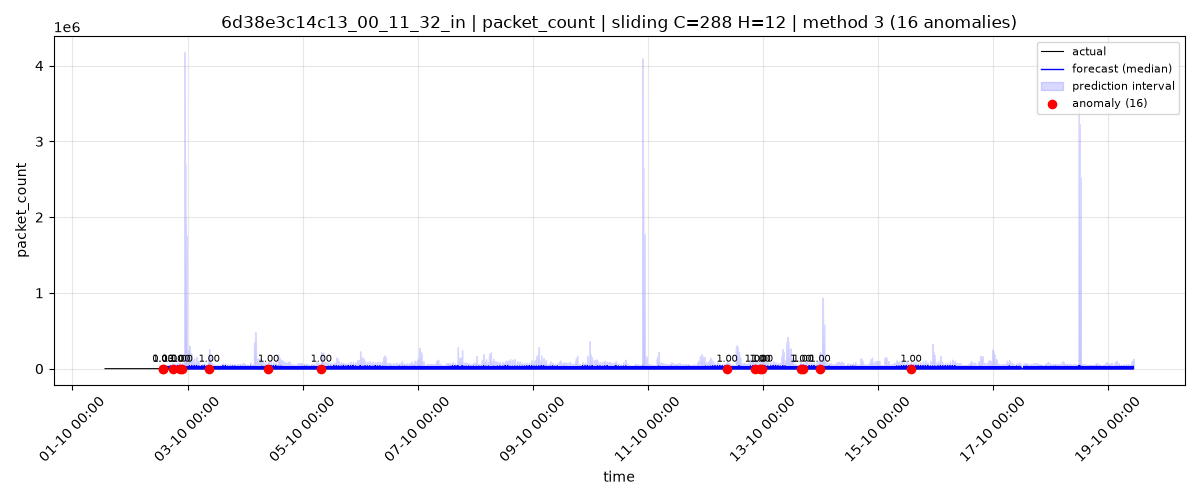 6d38e3c14c13_00_11_32_in | packet_count | sliding C=288 H=12 | method 3 (16 anomalies)
1e6
actual
forecast (median)
prediction interval
anomaly (16)
4
3
2
1
0
packet_count
1.00
1.00
1.00
1.00
1.00
1.00
1.00
01-10 00:00
03-10 00:00
05-10 00:00
07-10 00:00
09-10 00:00
11-10 00:00
13-10 00:00
15-10 00:00
17-10 00:00
19-10 00:00
time